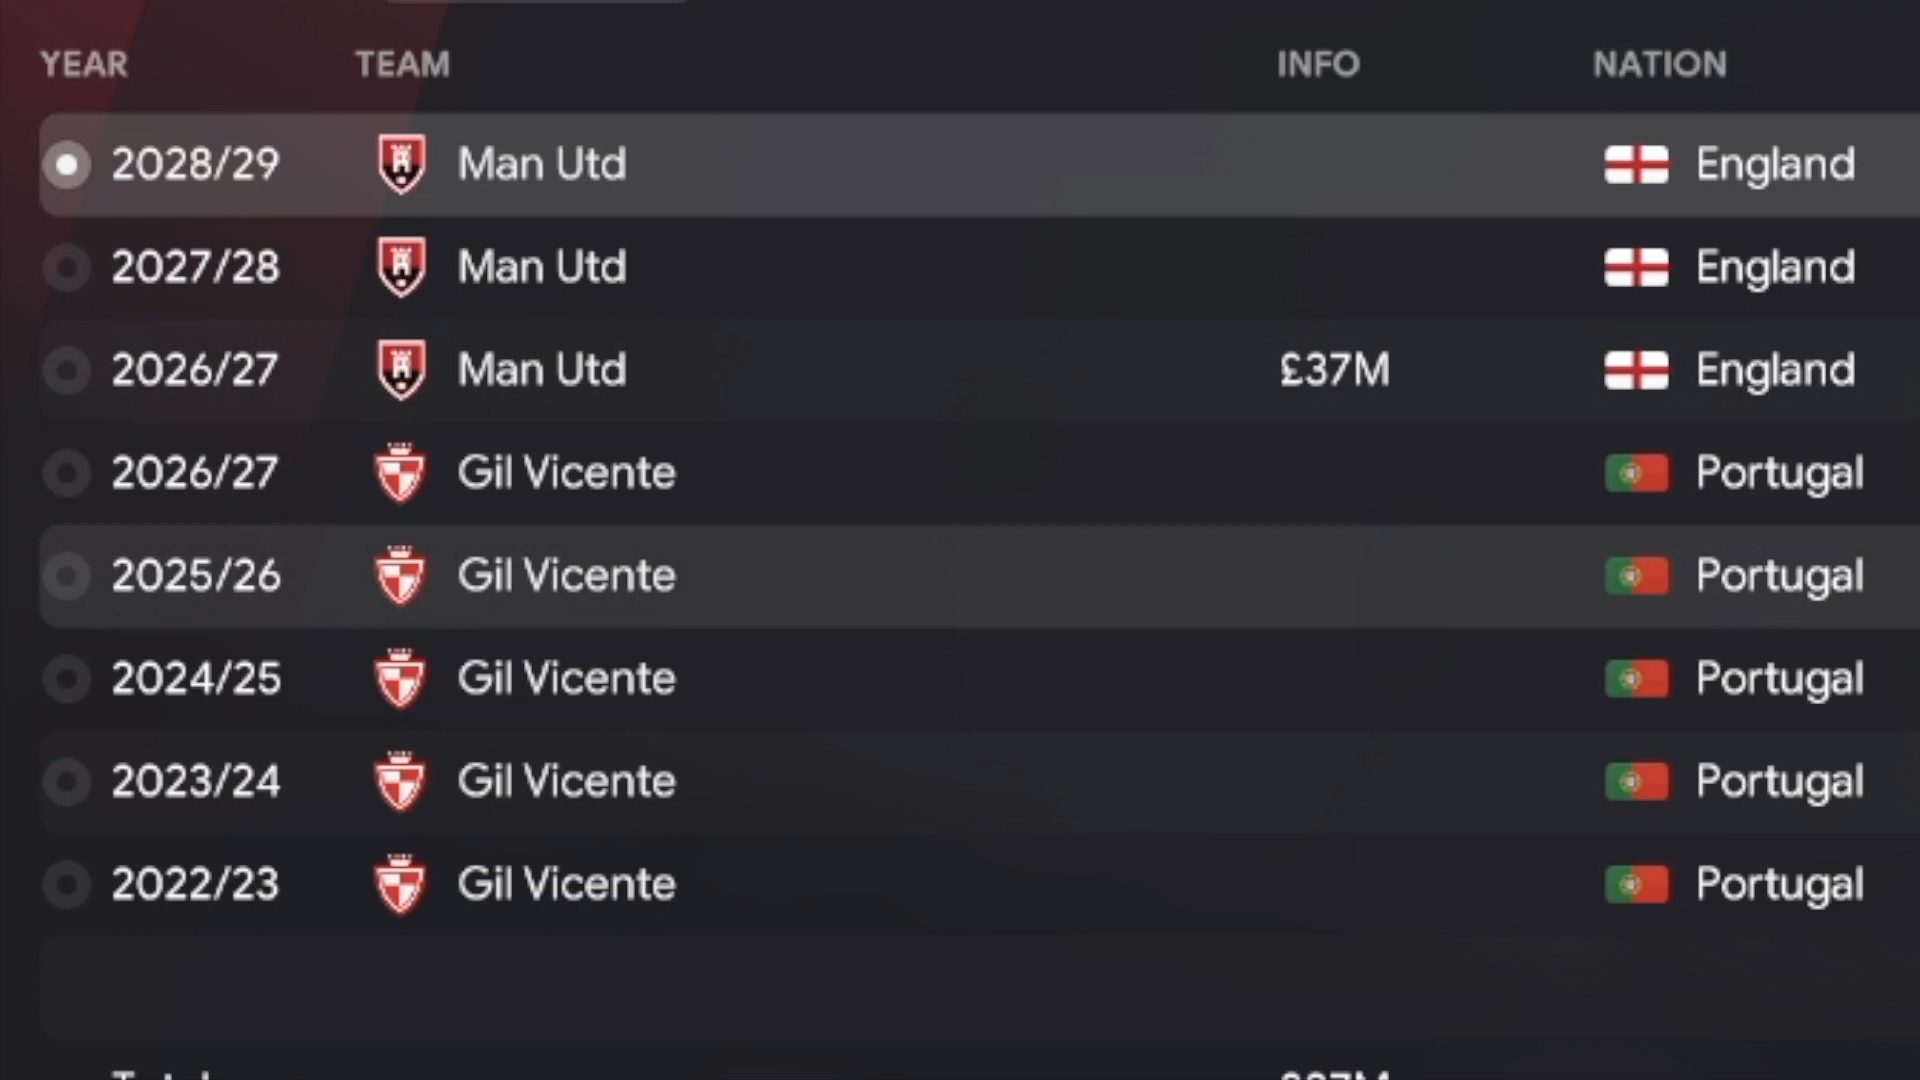 YEAR TEAM INFO NATION
2028/29 Man Utd England
2027/28 Man Utd England
2026/27 Man Utd £37M England
2026/27 Gil Vicente Portugal
2025/26 Gil Vicente Portugal
2024/25 Gil Vicente Portugal
2023/24 Gil Vicente Portugal
2022/23 Gil Vicente Portugal